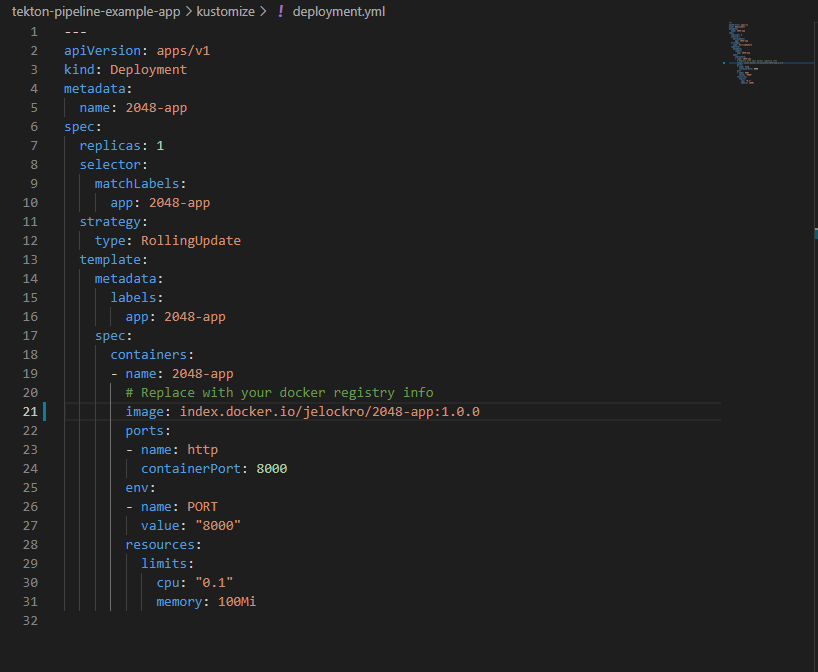 tekton-pipeline-example-app > kustomize > ! deployment.yml
1 ---
2 apiVersion: apps/v1
3 kind: Deployment
4 metadata:
5   name: 2048-app
6 spec:
7   replicas: 1
8   selector:
9     matchLabels:
10       app: 2048-app
11   strategy:
12     type: RollingUpdate
13   template:
14     metadata:
15       labels:
16         app: 2048-app
17     spec:
18       containers:
19       - name: 2048-app
20         # Replace with your docker registry info
21         image: index.docker.io/jelockro/2048-app:1.0.0
22         ports:
23         - name: http
24           containerPort: 8000
25         env:
26         - name: PORT
27           value: "8000"
28         resources:
29           limits:
30             cpu: "0.1"
31             memory: 100Mi
32